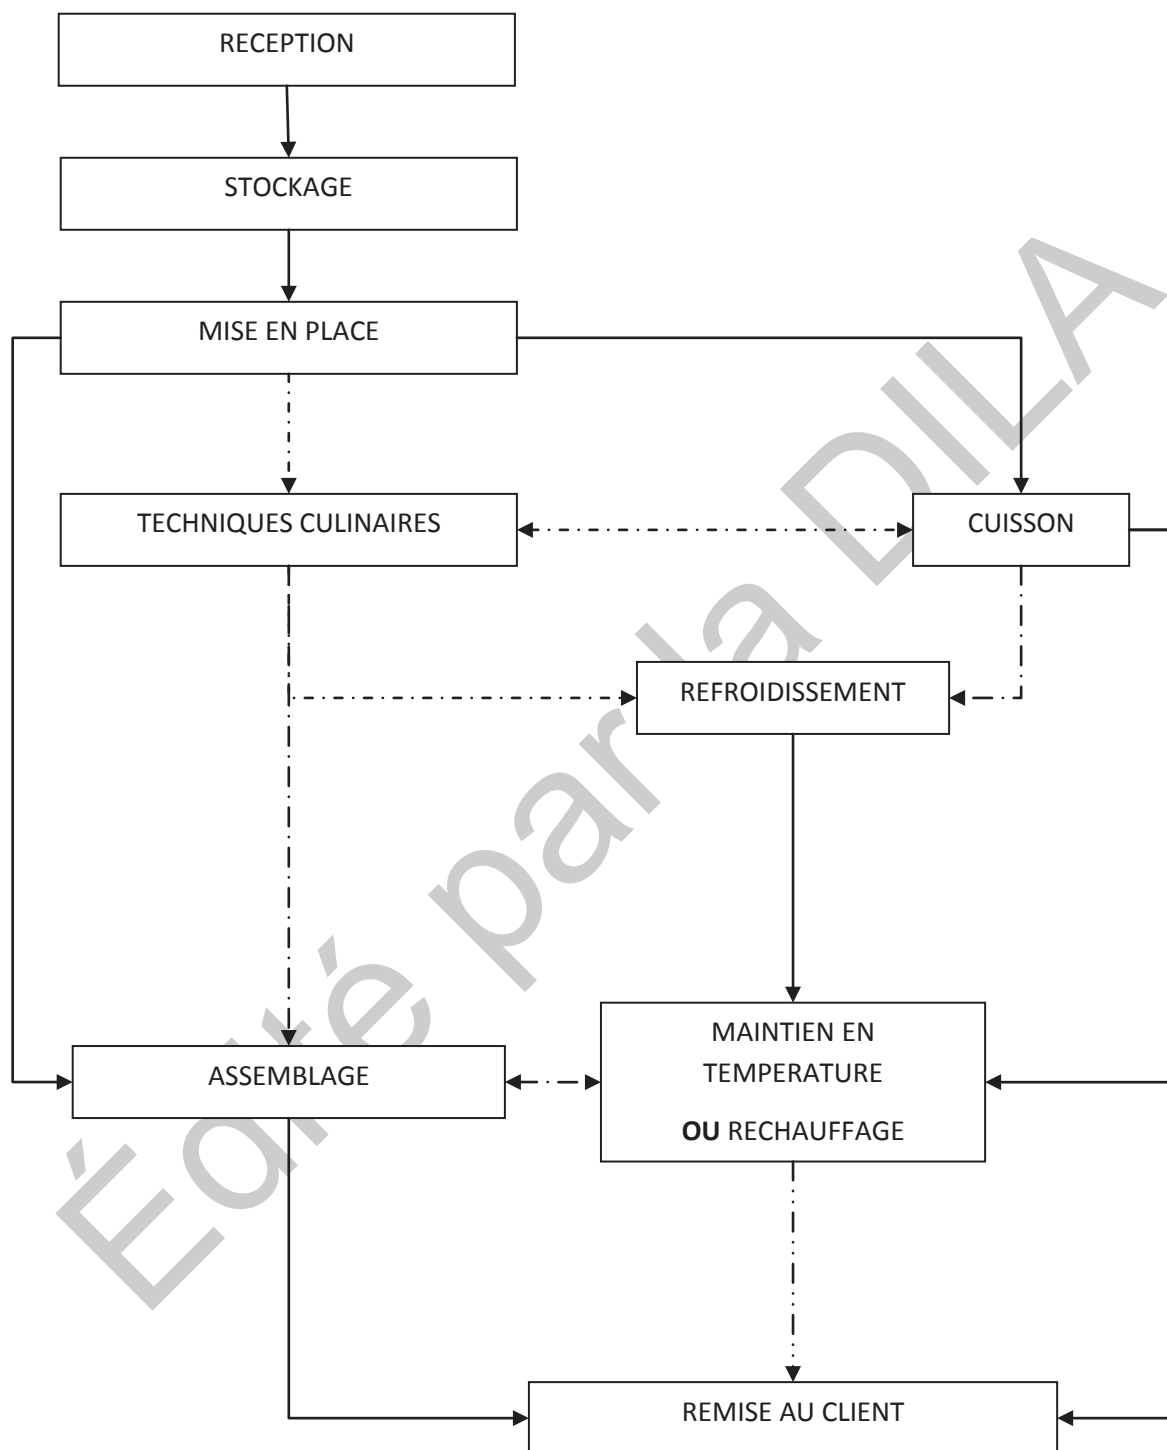 RECEPTION
STOCKAGE
MISE EN PLACE
TECHNIQUES CULINAIRES
CUISSON
REFROIDISSEMENT
MAINTIEN EN
TEMPERATURE
OU RECHAUFFAGE
ASSEMBLAGE
REMISE AU CLIENT
Édité par la DILA